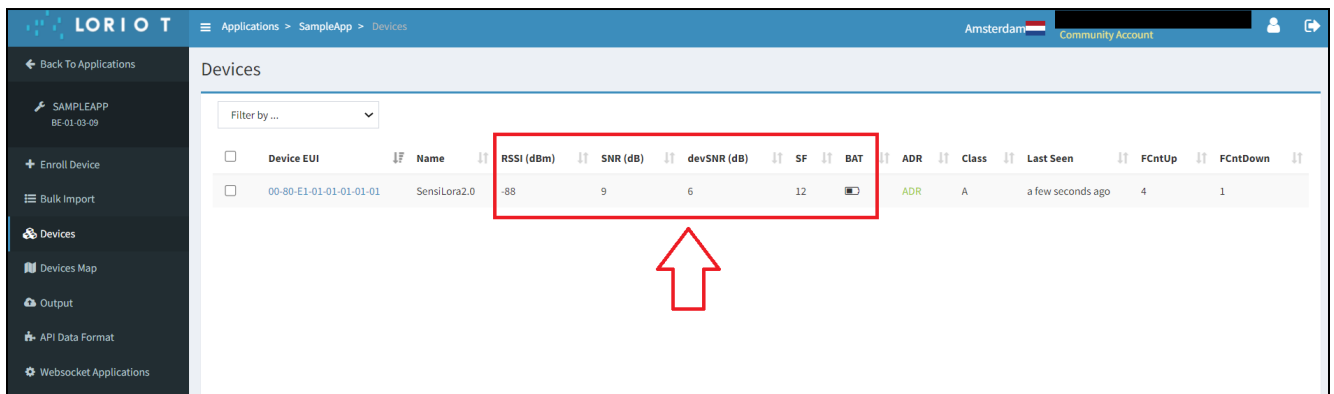 LORIOT
Applications > SampleApp > Devices
Amsterdam
Community Account
Back To Applications
Devices
SAMPLEAPP
BE-01-03-09
Filter by ...
Enroll Device
Bulk Import
Devices
Devices Map
Output
API Data Format
Websocket Applications
Device EUI Name RSSI (dBm) SNR (dB) devSNR (dB) SF BAT ADR Class Last Seen FCntUp FCntDown
00-80-E1-01-01-01-01-01 SensiLora2.0 -88 9 6 12 ADR A a few seconds ago 4 1